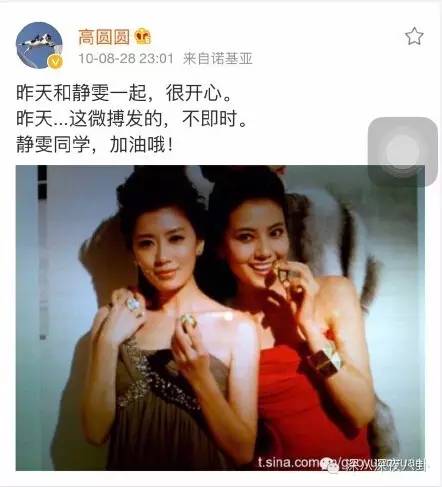 高圆圆
10-08-28 23:01 来自诺基亚
昨天和静雯一起，很开心。
昨天...这微搏发的，不即时。
静雯同学，加油哦！
t.sina.com.cn/gaoyuanyuan